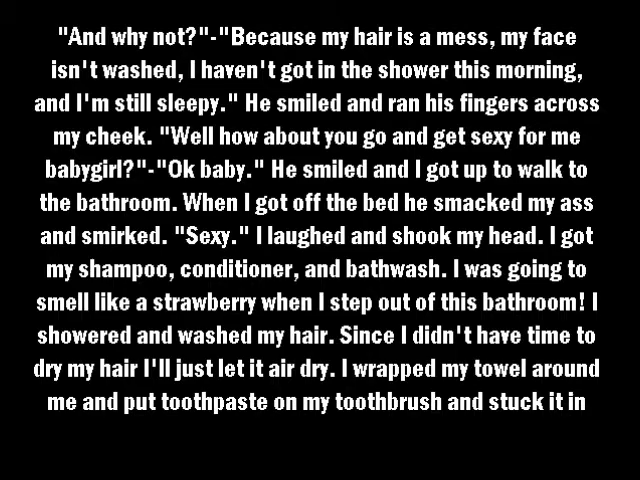 "And why not?"-"Because my hair is a mess, my face
isn't washed, I haven't got in the shower this morning,
and I'm still sleepy." He smiled and ran his fingers across
my cheek. "Well how about you go and get sexy for me
babygirl?"-"Ok baby." He smiled and I got up to walk to
the bathroom. When I got off the bed he smacked my ass
and smirked. "Sexy." I laughed and shook my head. I got
my shampoo, conditioner, and bathwash. I was going to
smell like a strawberry when I step out of this bathroom! I
showered and washed my hair. Since I didn't have time to
dry my hair I'll just let it air dry. I wrapped my towel around
me and put toothpaste on my toothbrush and stuck it in